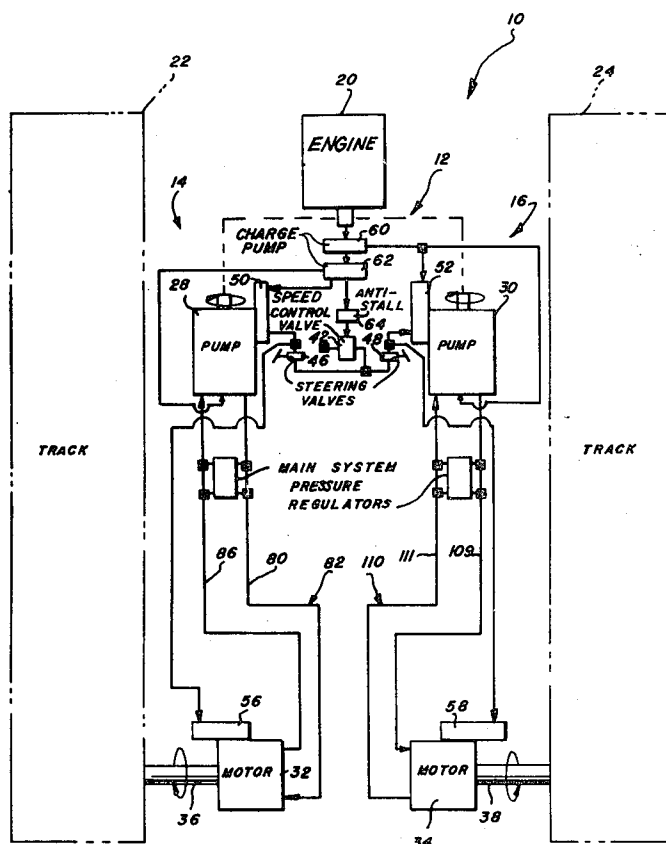 10
22
20
24
ENGINE
12
14
16
CHARGE PUMP
60
62
50
52
28
30
SPEED CONTROL VALVE
ANTI-STALL
64
PUMP
PUMP
42
46
48
STEERING VALVES
TRACK
TRACK
MAIN SYSTEM PRESSURE REGULATORS
86
80
82
110
111
109
56
58
MOTOR
32
MOTOR
36
38
34